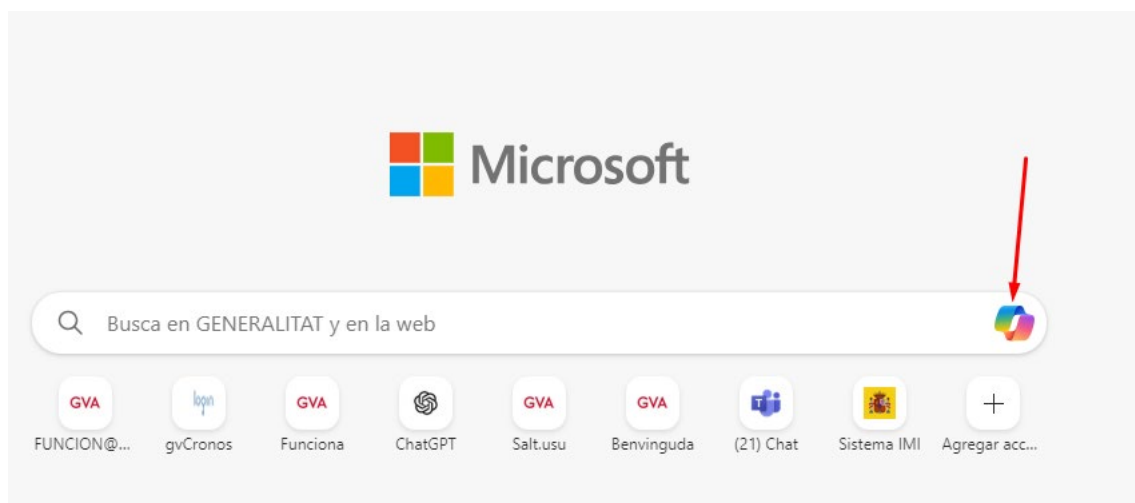 Microsoft
Busca en GENERALITAT y en la web
GVA login GVA GVA GVA
FUNCION@... gvCronos Funciona ChatGPT Salt.usu Benvinguda (21) Chat Sistema IMI Agregar acc...